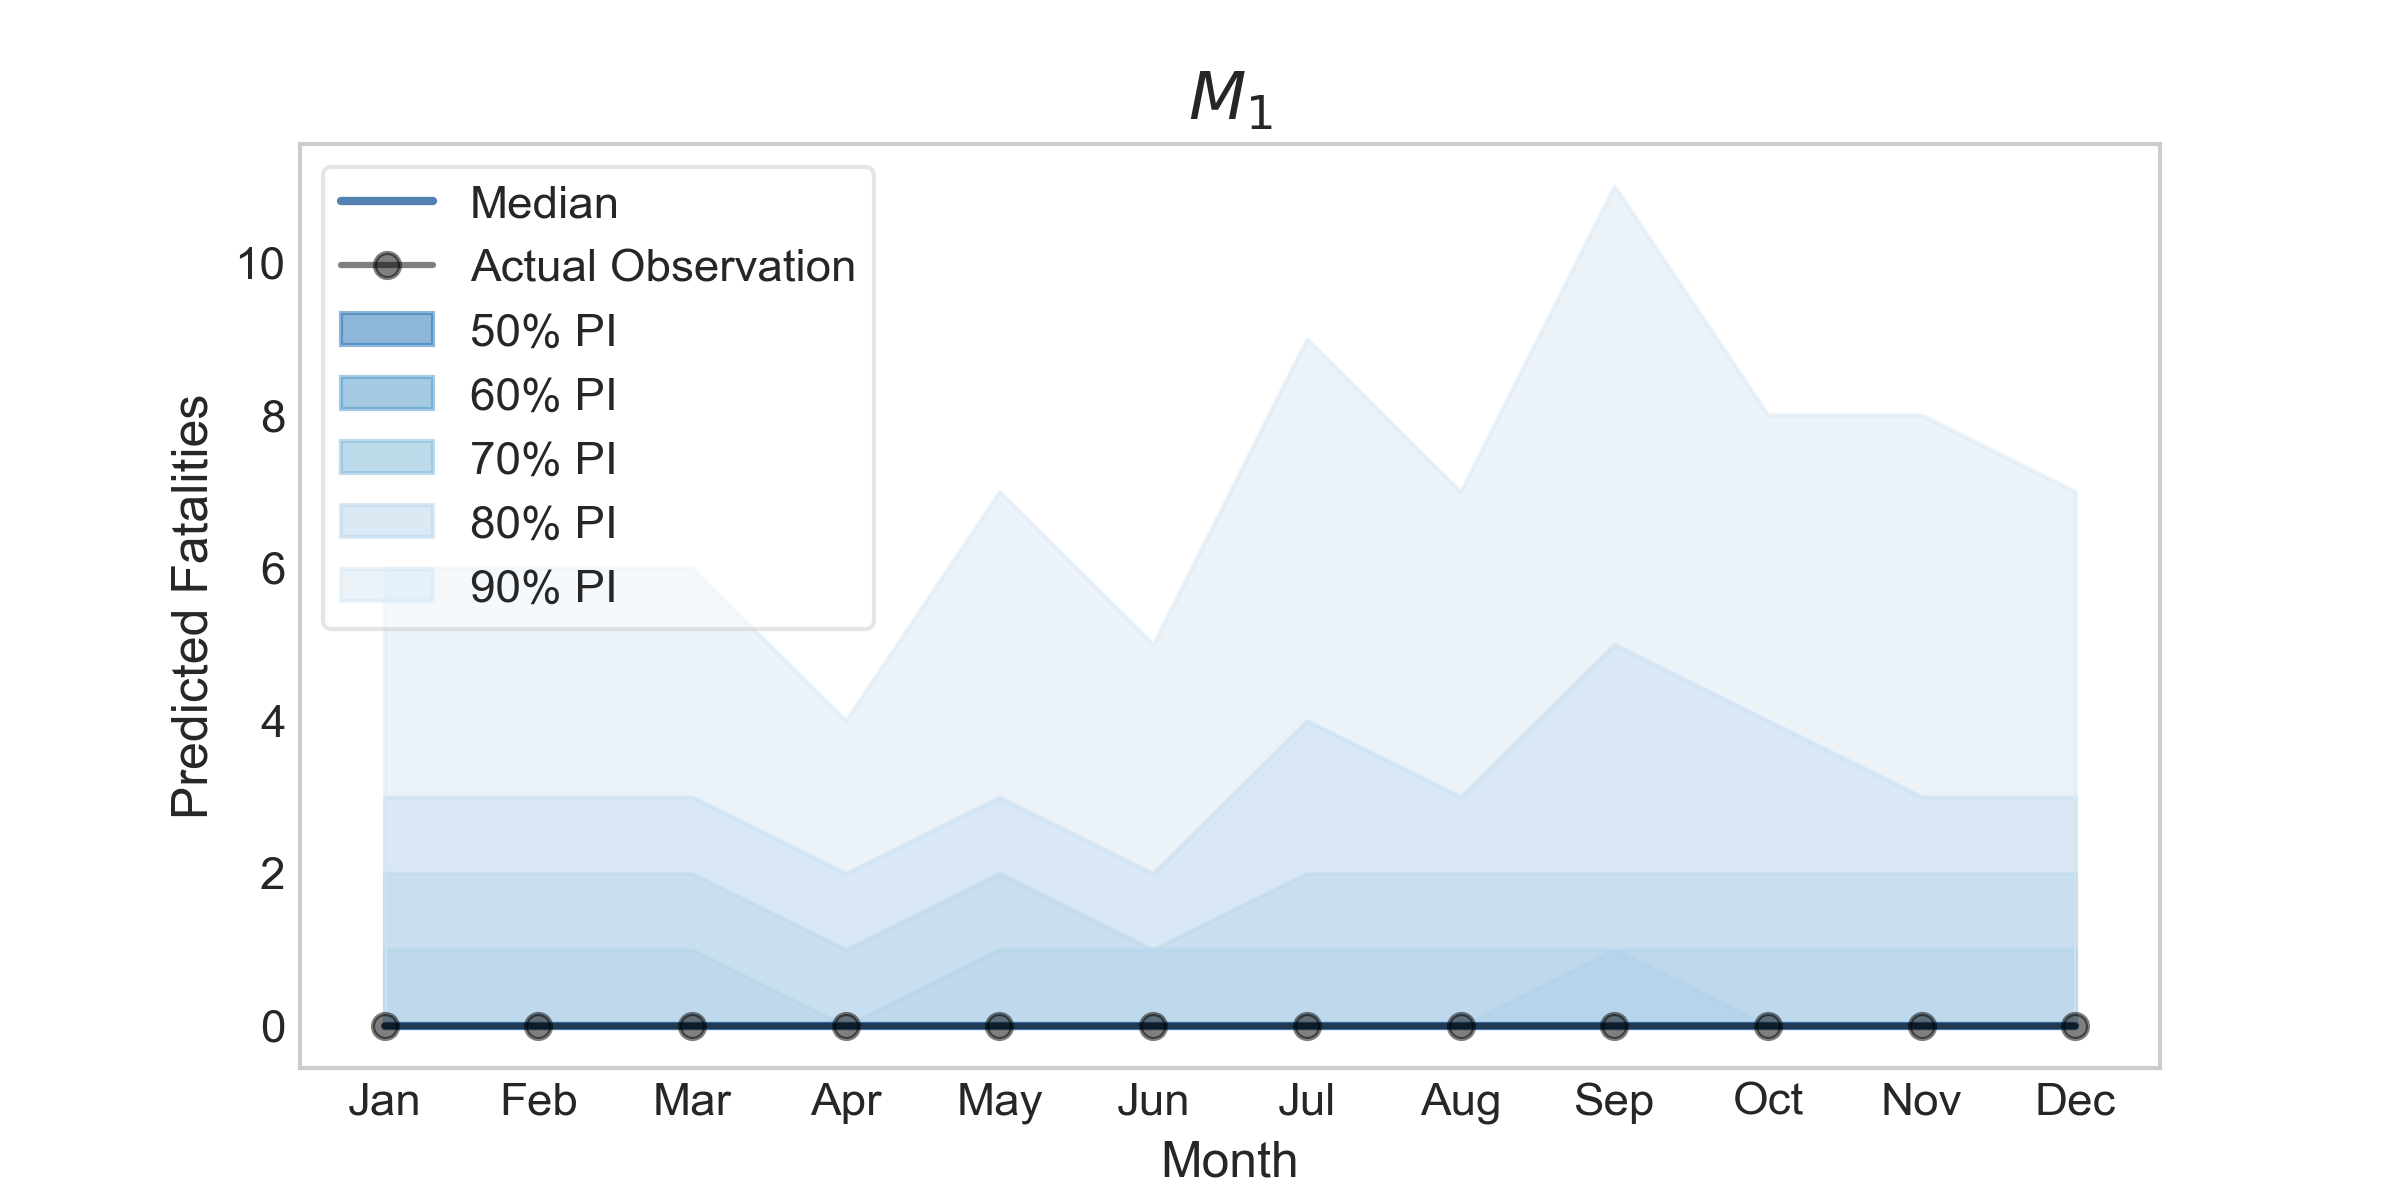 M1
Median
Actual Observation
50% PI
60% PI
70% PI
80% PI
90% PI
Predicted Fatalities
10
8
6
4
2
0
Jan Feb Mar Apr May Jun Jul Aug Sep Oct Nov Dec
Month